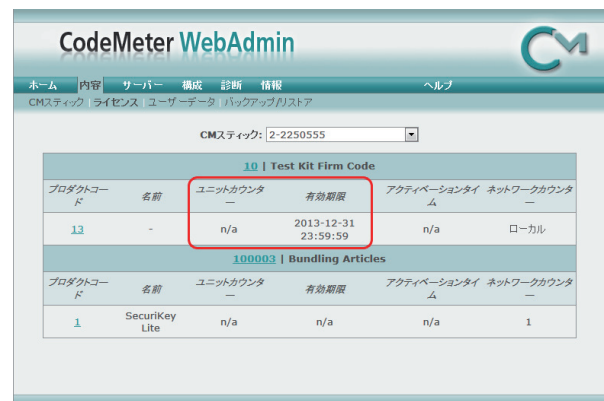 CodeMeter WebAdmin
CM
ホーム 内容 サーバー 構成 診断 情報 ヘルプ
CMスティック | ライセンス | ユーザーデータ | バックアップ/リストア
CMスティック: 2-2250555
10 | Test Kit Firm Code
プロダクトコー
ド
名前
ユニットカウンタ
ー
有効期限
アクティベーションタイ
ム
ネットワークカウンタ
ー
13 - n/a 2013-12-31
23:59:59
n/a ローカル
100003 | Bundling Articles
プロダクトコー
ド
名前
ユニットカウンタ
ー
有効期限
アクティベーションタイ
ム
ネットワークカウンタ
ー
1 SecuriKey
Lite
n/a n/a n/a 1